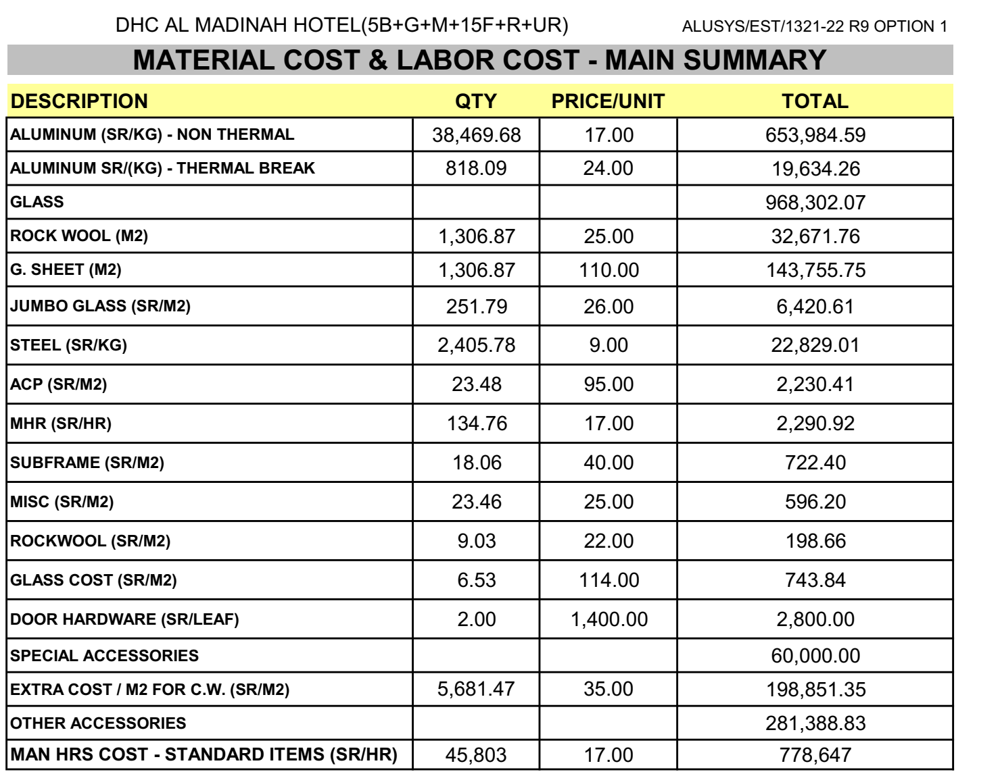 DHC AL MADINAH HOTEL(5B+G+M+15F+R+UR) ALUSYS/EST/1321-22 R9 OPTION 1
MATERIAL COST & LABOR COST - MAIN SUMMARY
DESCRIPTION QTY PRICE/UNIT TOTAL
ALUMINUM (SR/KG) - NON THERMAL 38,469.68 17.00 653,984.59
ALUMINUM SR/(KG) - THERMAL BREAK 818.09 24.00 19,634.26
GLASS 968,302.07
ROCK WOOL (M2) 1,306.87 25.00 32,671.76
G. SHEET (M2) 1,306.87 110.00 143,755.75
JUMBO GLASS (SR/M2) 251.79 26.00 6,420.61
STEEL (SR/KG) 2,405.78 9.00 22,829.01
ACP (SR/M2) 23.48 95.00 2,230.41
MHR (SR/HR) 134.76 17.00 2,290.92
SUBFRAME (SR/M2) 18.06 40.00 722.40
MISC (SR/M2) 23.46 25.00 596.20
ROCKWOOL (SR/M2) 9.03 22.00 198.66
GLASS COST (SR/M2) 6.53 114.00 743.84
DOOR HARDWARE (SR/LEAF) 2.00 1,400.00 2,800.00
SPECIAL ACCESSORIES 60,000.00
EXTRA COST / M2 FOR C.W. (SR/M2) 5,681.47 35.00 198,851.35
OTHER ACCESSORIES 281,388.83
MAN HRS COST - STANDARD ITEMS (SR/HR) 45,803 17.00 778,647